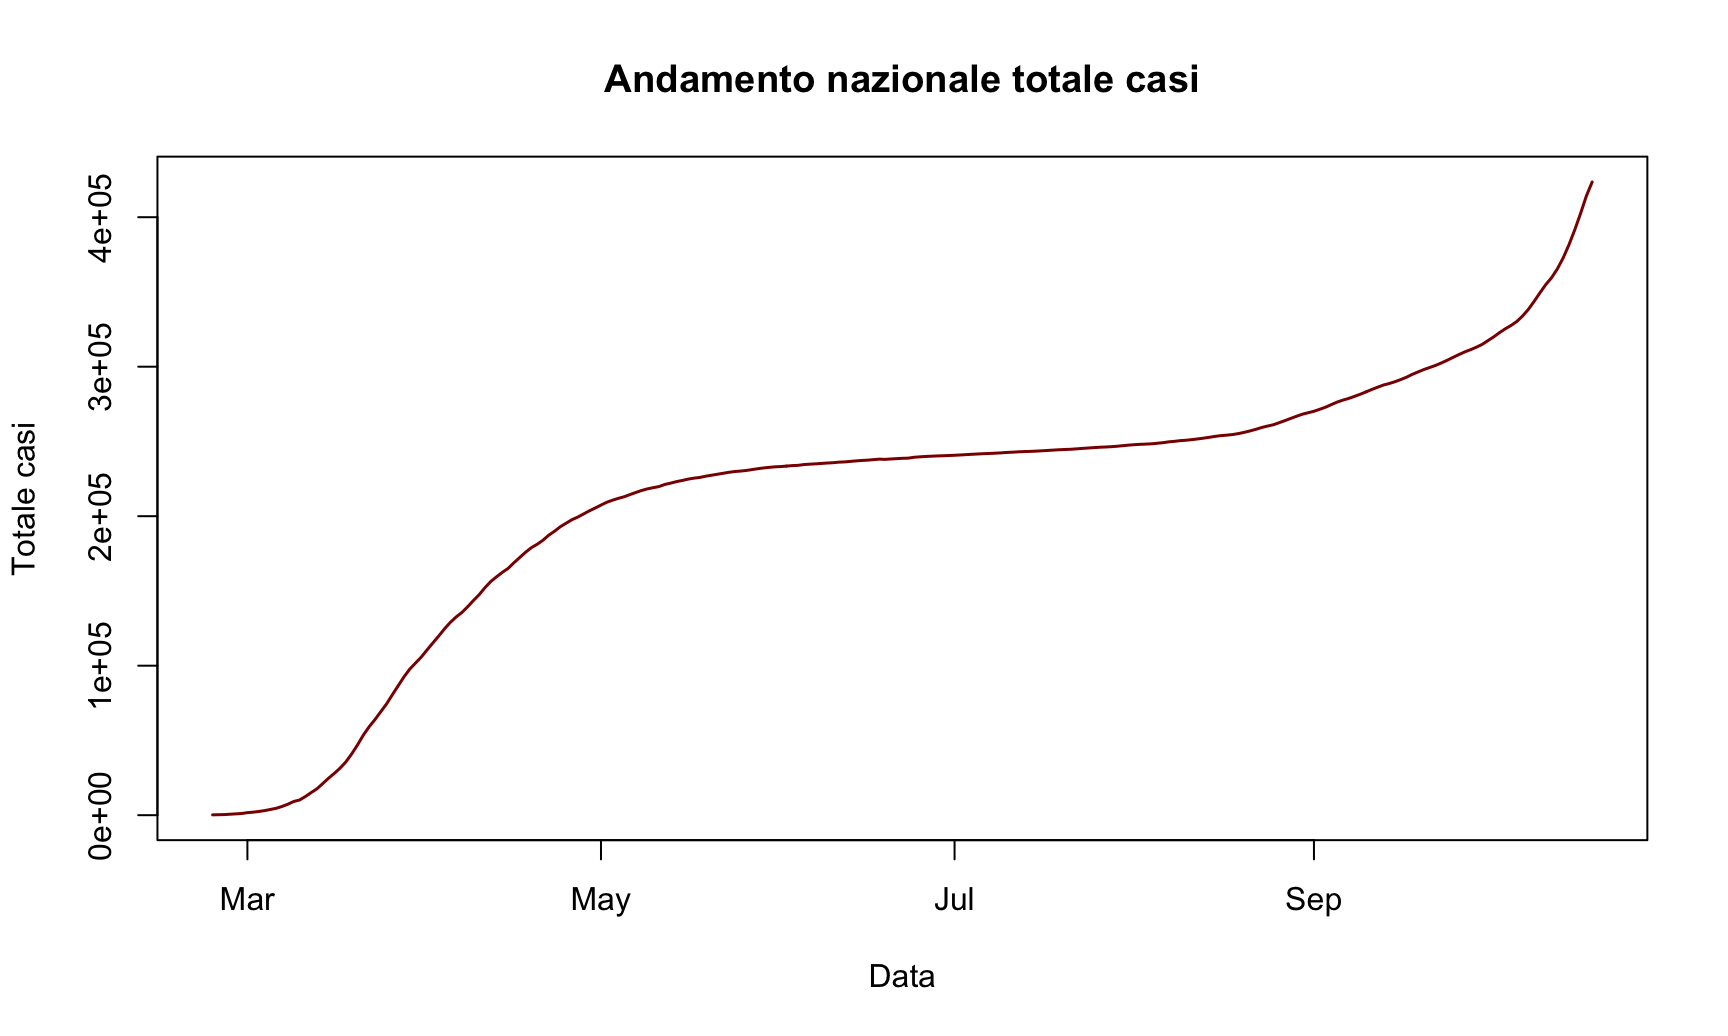 Andamento nazionale totale casi
Totale casi
4e+05
3e+05
2e+05
1e+05
0e+00
Mar May Jul Sep
Data